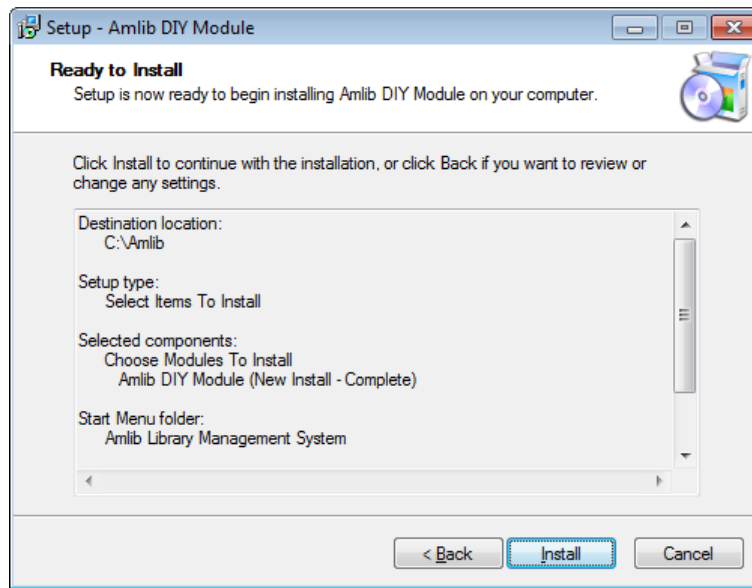 Setup - Amlib DIY Module
Ready to Install
Setup is now ready to begin installing Amlib DIY Module on your computer.
Click Install to continue with the installation, or click Back if you want to review or
change any settings.
Destination location:
C:\Amlib
Setup type:
Select Items To Install
Selected components:
Choose Modules To Install
Amlib DIY Module (New Install - Complete)
Start Menu folder:
Amlib Library Management System
< Back
Install
Cancel